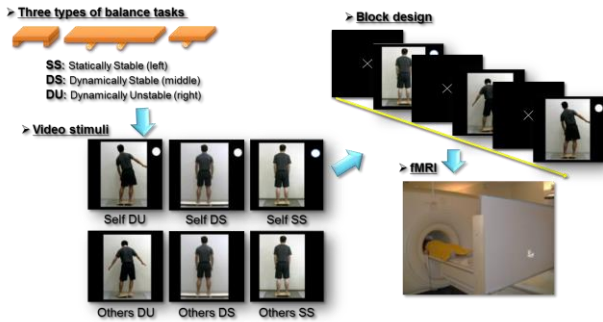 ➢ Three types of balance tasks
SS: Statically Stable (left)
DS: Dynamically Stable (middle)
DU: Dynamically Unstable (right)
➢ Video stimuli
Self DU Self DS Self SS
Others DU Others DS Others SS
➢ Block design
➢ fMRI